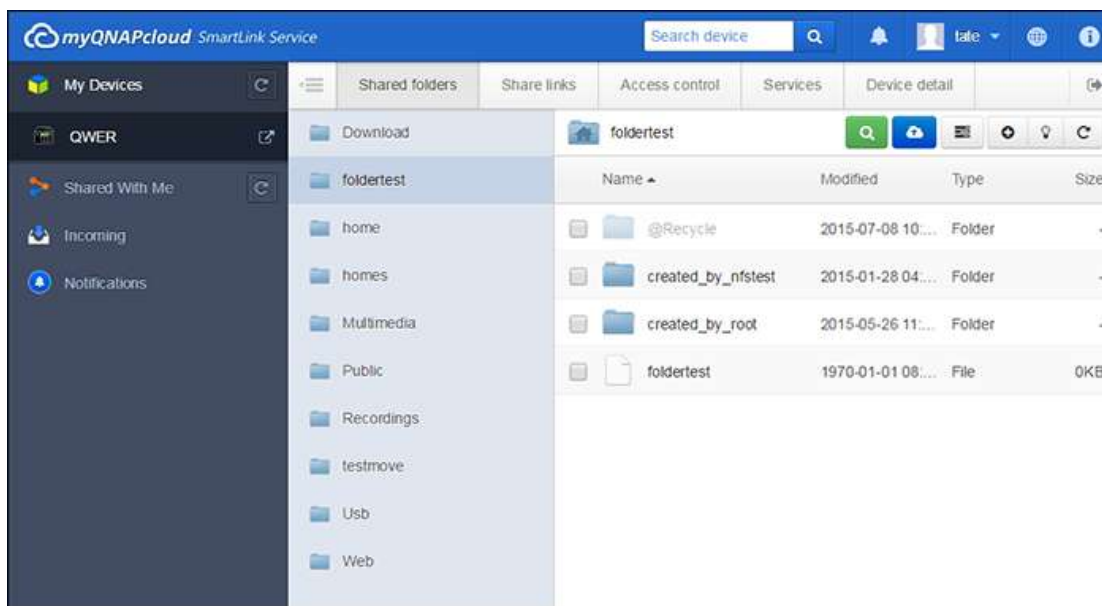 myQNAPcloud SmartLink Service
Search device
tate
My Devices
QWER
Shared With Me
Incoming
Notifications
Shared folders Share links Access control Services Device detail
Download
foldertest
home
homes
Multimedia
Public
Recordings
testmove
Usb
Web
foldertest
Name Modified Type Size
@Recycle 2015-07-08 10:... Folder -
created_by_nfstest 2015-01-28 04:... Folder -
created_by_root 2015-05-26 11:... Folder -
foldertest 1970-01-01 08:... File 0KB